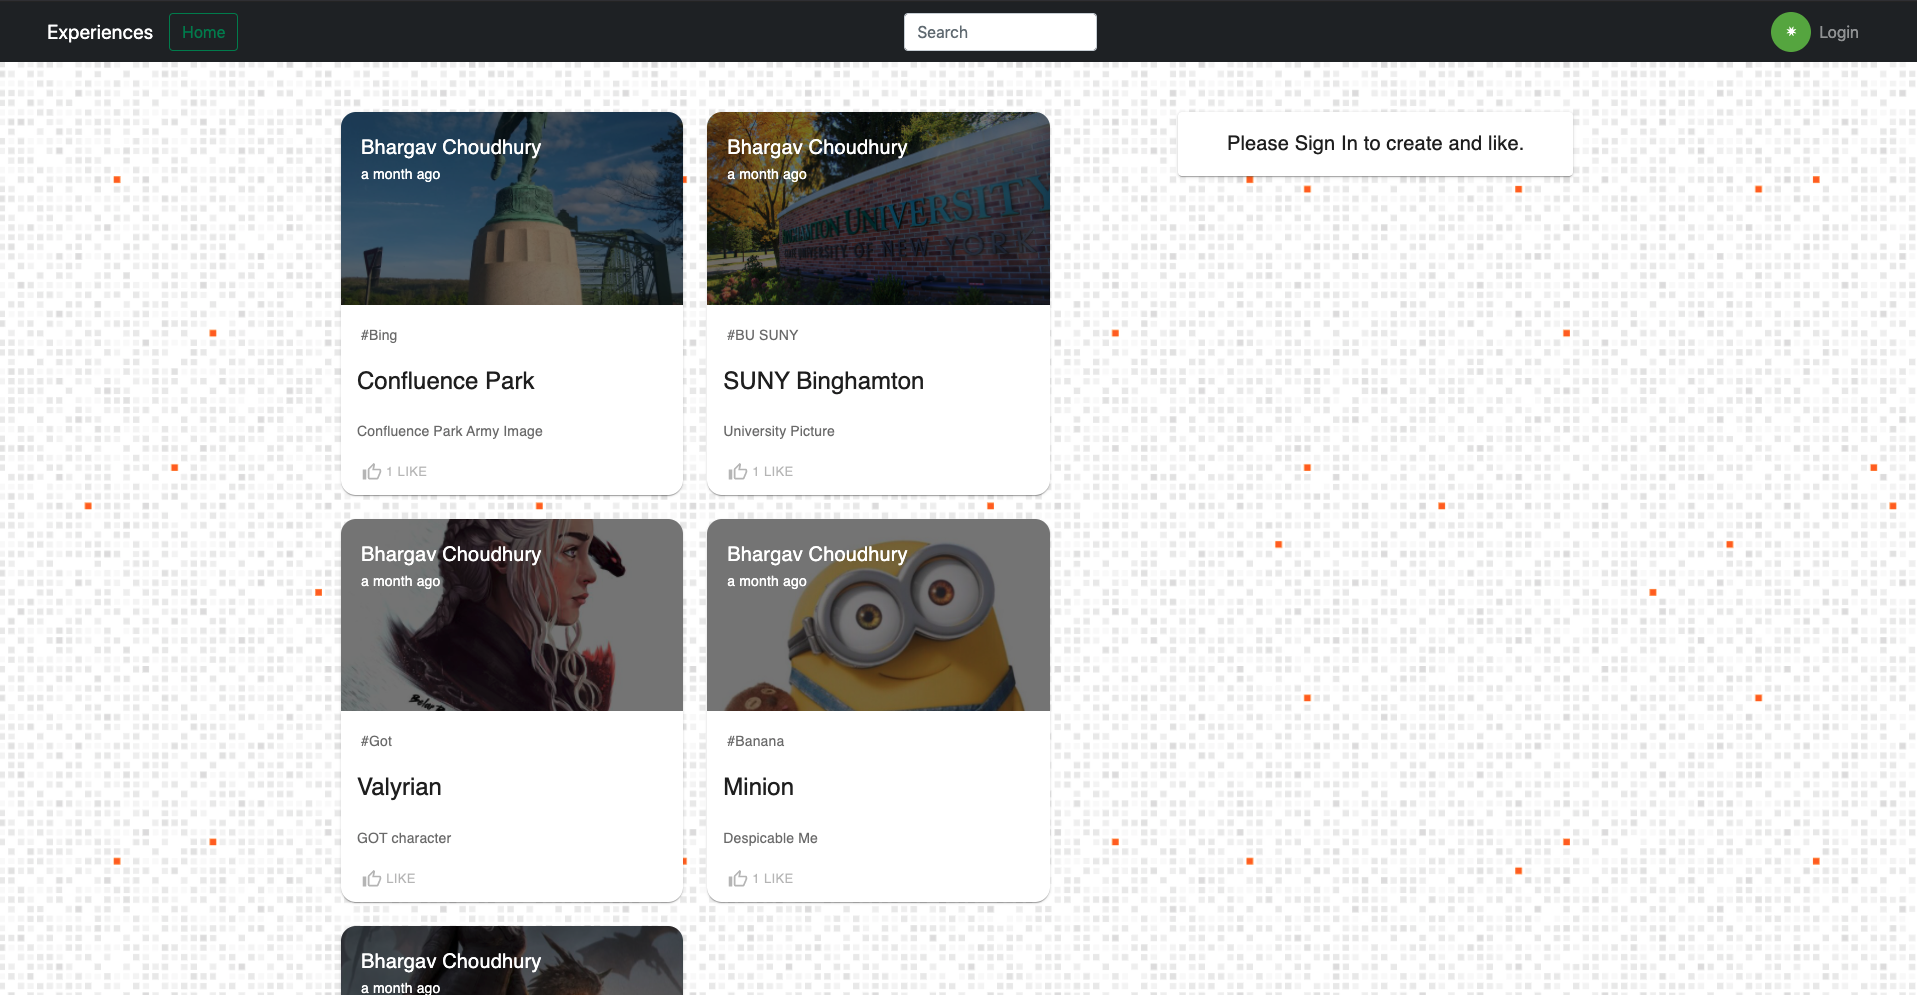 Experiences
Home
Search
Login
Please Sign In to create and like.
Bhargav Choudhury
a month ago
#Bing
Confluence Park
Confluence Park Army Image
1 LIKE
Bhargav Choudhury
a month ago
BINGHAMTON UNIVERSITY
STATE UNIVERSITY OF NEW YORK
#BU SUNY
SUNY Binghamton
University Picture
1 LIKE
Bhargav Choudhury
a month ago
#Got
Valyrian
GOT character
LIKE
Bhargav Choudhury
a month ago
#Banana
Minion
Despicable Me
1 LIKE
Bhargav Choudhury
a month ago